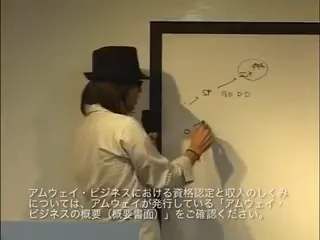 SP
アムウェイ・ビジネスにおける資格認定と収入のしくみ
については、アムウェイが発行している「アムウェイ・
ビジネスの概要（概要書面）」をご確認ください。